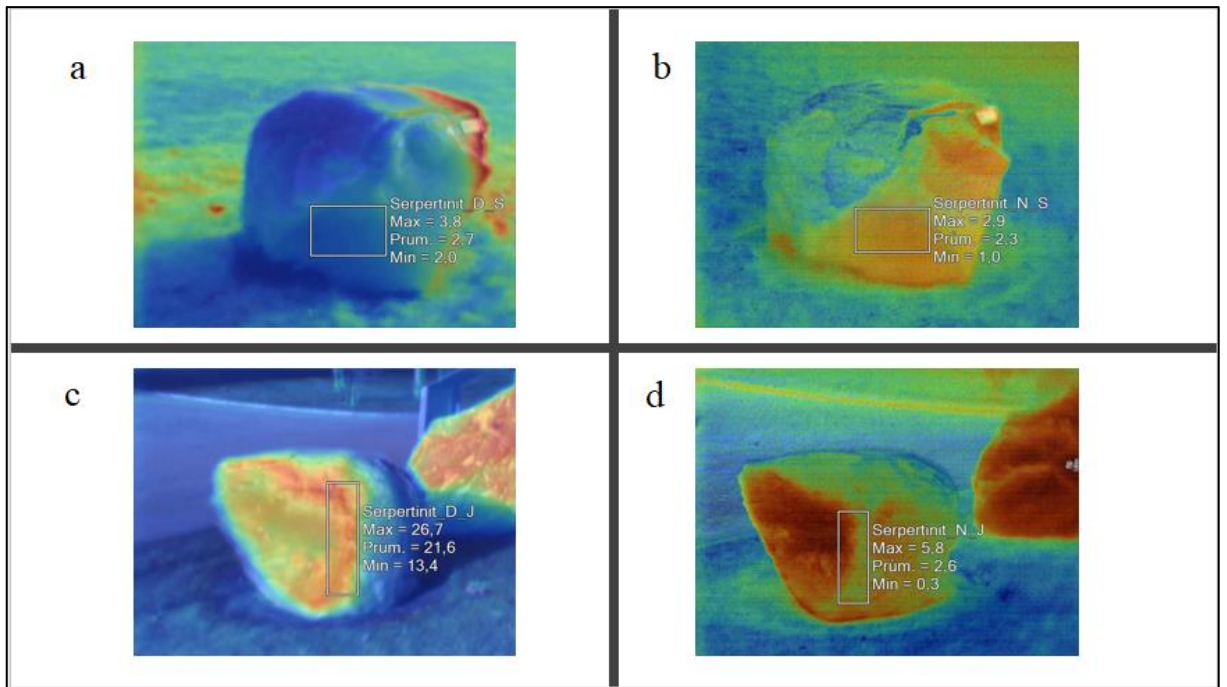 a
Serpertinit_D_S
Max = 3,8
Prum. = 2,7
Min = 2,0
b
Serpertinit_N_S
Max = 2,9
Prum. = 2,3
Min = 1,0
c
Serpertinit_D_J
Max = 26,7
Prum. = 21,6
Min = 13,4
d
Serpertinit_N_J
Max = 5,8
Prum. = 2,6
Min = 0,3